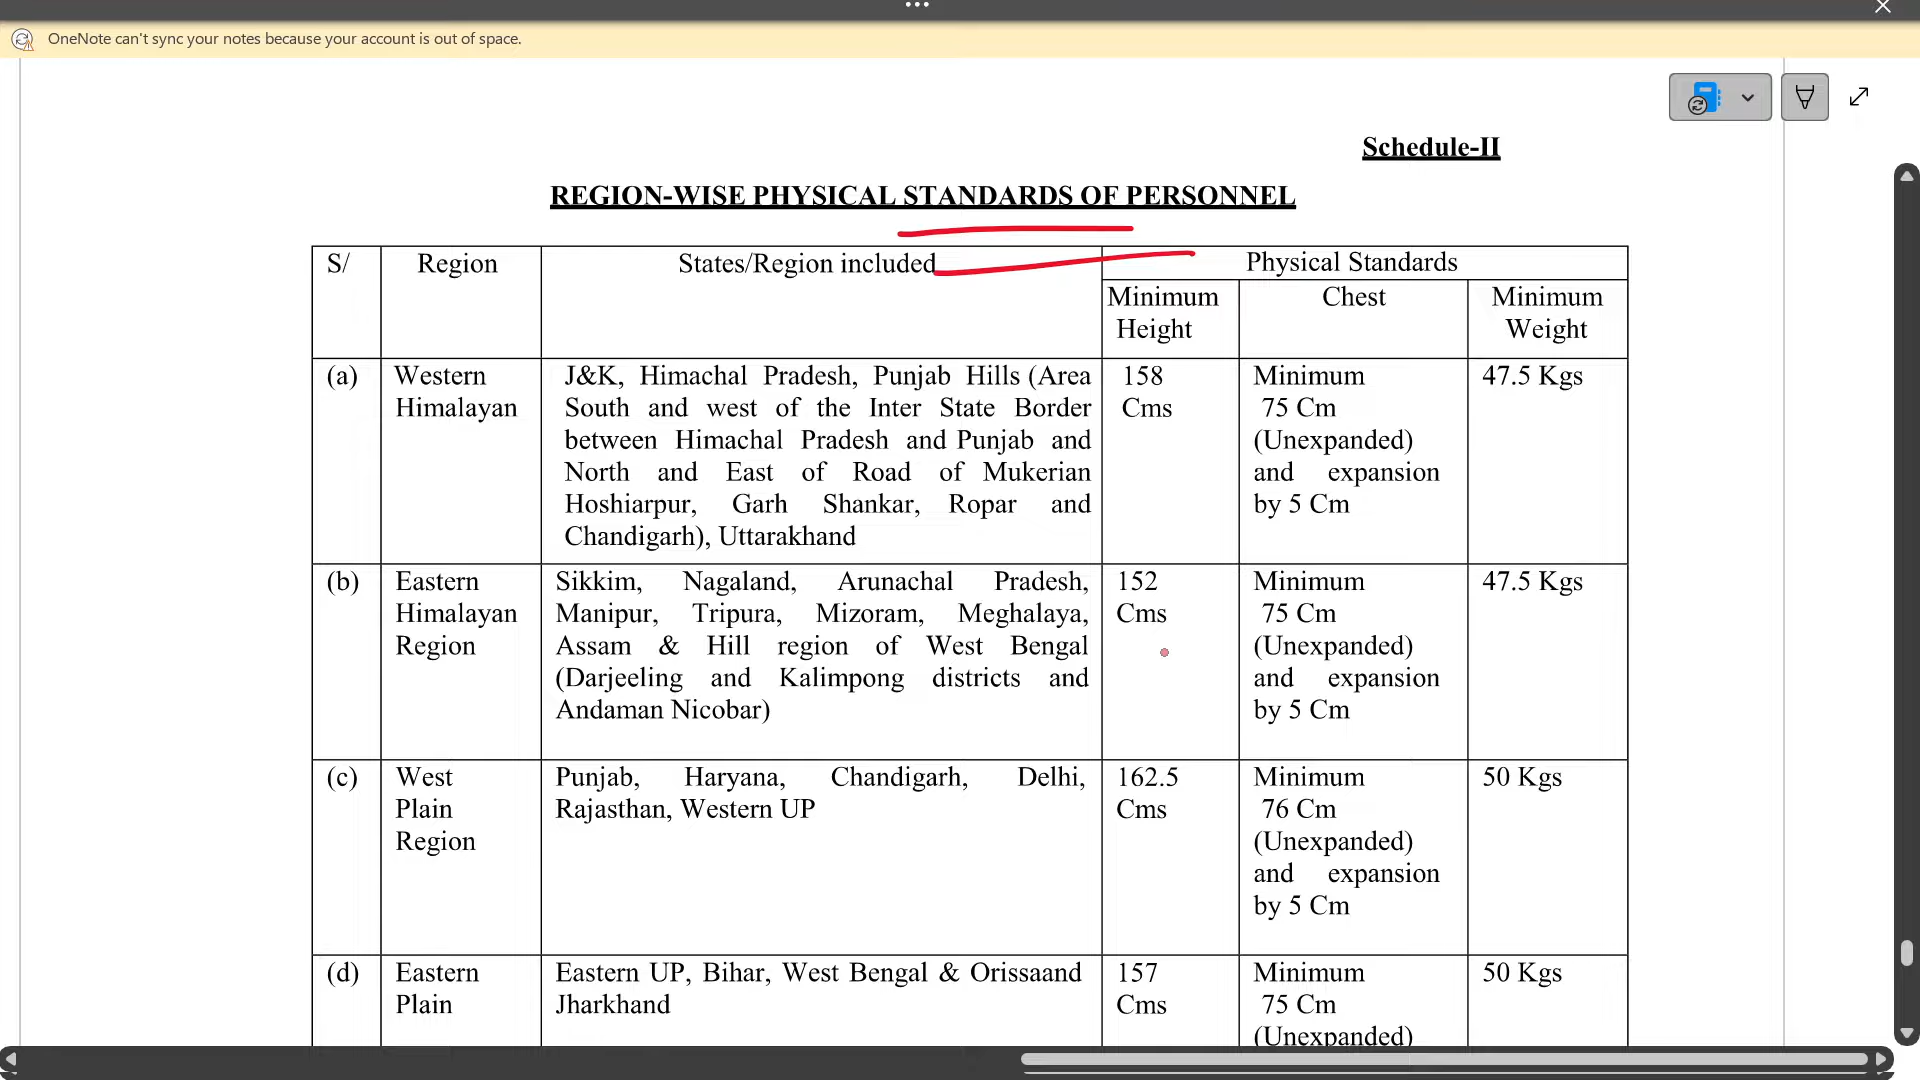 OneNote can't sync your notes because your account is out of space.
Schedule-II
REGION-WISE PHYSICAL STANDARDS OF PERSONNEL
S/
Region
States/Region included
Physical Standards
Minimum
Height
Chest
Minimum
Weight
(a)
Western
Himalayan
J&K, Himachal Pradesh, Punjab Hills (Area
South and west of the Inter State Border
between Himachal Pradesh and Punjab and
North and East of Road of Mukerian
Hoshiarpur, Garh Shankar, Ropar and
Chandigarh), Uttarakhand
158
Cms
Minimum
75 Cm
(Unexpanded)
and expansion
by 5 Cm
47.5 Kgs
(b)
Eastern
Himalayan
Region
Sikkim, Nagaland, Arunachal Pradesh,
Manipur, Tripura, Mizoram, Meghalaya,
Assam & Hill region of West Bengal
(Darjeeling and Kalimpong districts and
Andaman Nicobar)
152
Cms
Minimum
75 Cm
(Unexpanded)
and expansion
by 5 Cm
47.5 Kgs
(c)
West
Plain
Region
Punjab, Haryana, Chandigarh, Delhi,
Rajasthan, Western UP
162.5
Cms
Minimum
76 Cm
(Unexpanded)
and expansion
by 5 Cm
50 Kgs
(d)
Eastern
Plain
Eastern UP, Bihar, West Bengal & Orissaand
Jharkhand
157
Cms
Minimum
75 Cm
(Unexpanded)
50 Kgs